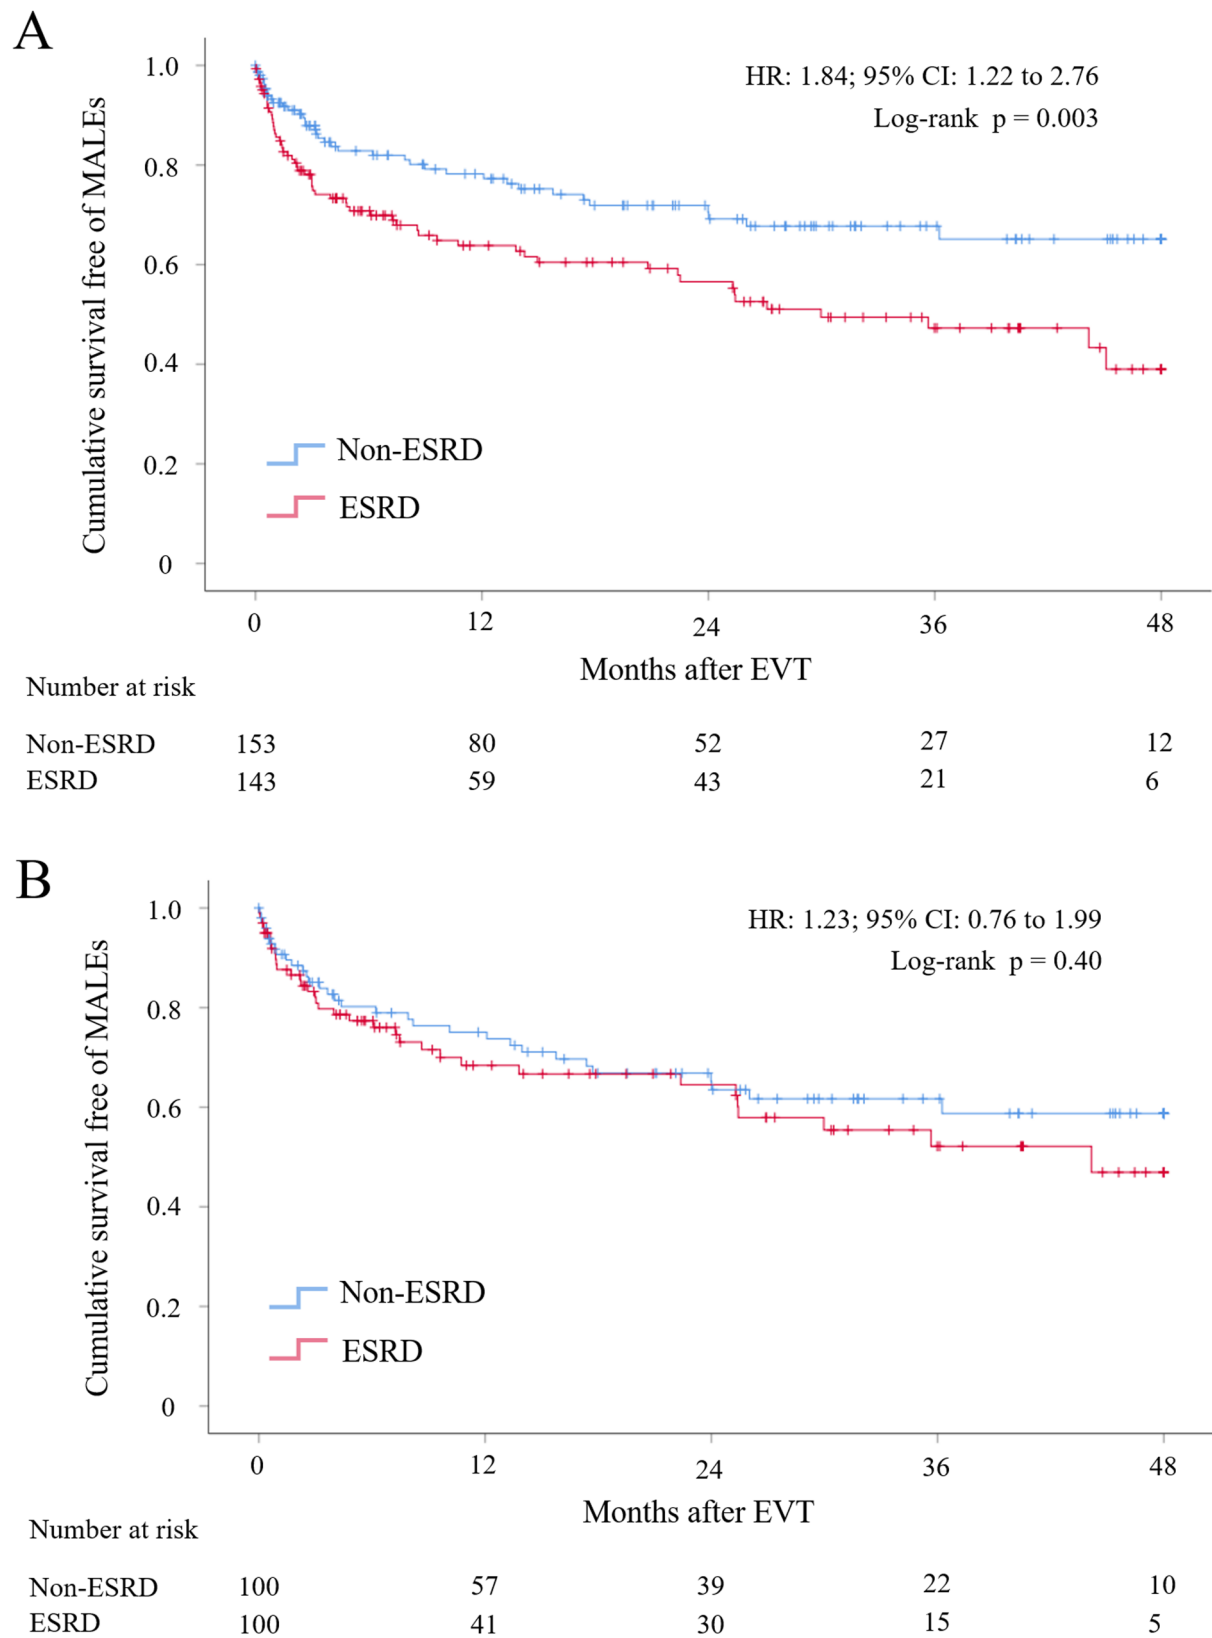 A
HR: 1.84; 95% CI: 1.22 to 2.76
Log-rank p = 0.003
Cumulative survival free of MALEs
1.0
0.8
0.6
0.4
0.2
0
Non-ESRD
ESRD
0 12 24 36 48
Months after EVT
Number at risk
Non-ESRD 153 80 52 27 12
ESRD 143 59 43 21 6
B
HR: 1.23; 95% CI: 0.76 to 1.99
Log-rank p = 0.40
Cumulative survival free of MALEs
1.0
0.8
0.6
0.4
0.2
0
Non-ESRD
ESRD
0 12 24 36 48
Months after EVT
Number at risk
Non-ESRD 100 57 39 22 10
ESRD 100 41 30 15 5